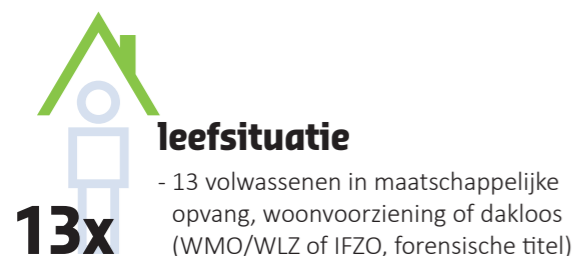 leefsituatie
- 13 volwassenen in maatschappelijke
opvang, woonvoorziening of dakloos
(WMO/WLZ of IFZO, forensische titel)
13x